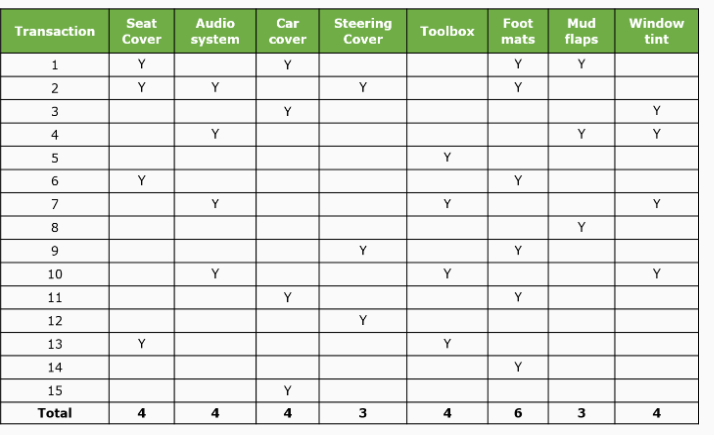 Transaction Seat Cover Audio system Car cover Steering Cover Toolbox Foot mats Mud flaps Window tint
1 Y Y Y Y
2 Y Y Y Y
3 Y Y
4 Y Y Y
5 Y
6 Y Y
7 Y Y Y
8 Y
9 Y Y
10 Y Y Y
11 Y Y
12 Y
13 Y Y
14 Y
15 Y
Total 4 4 4 3 4 6 3 4